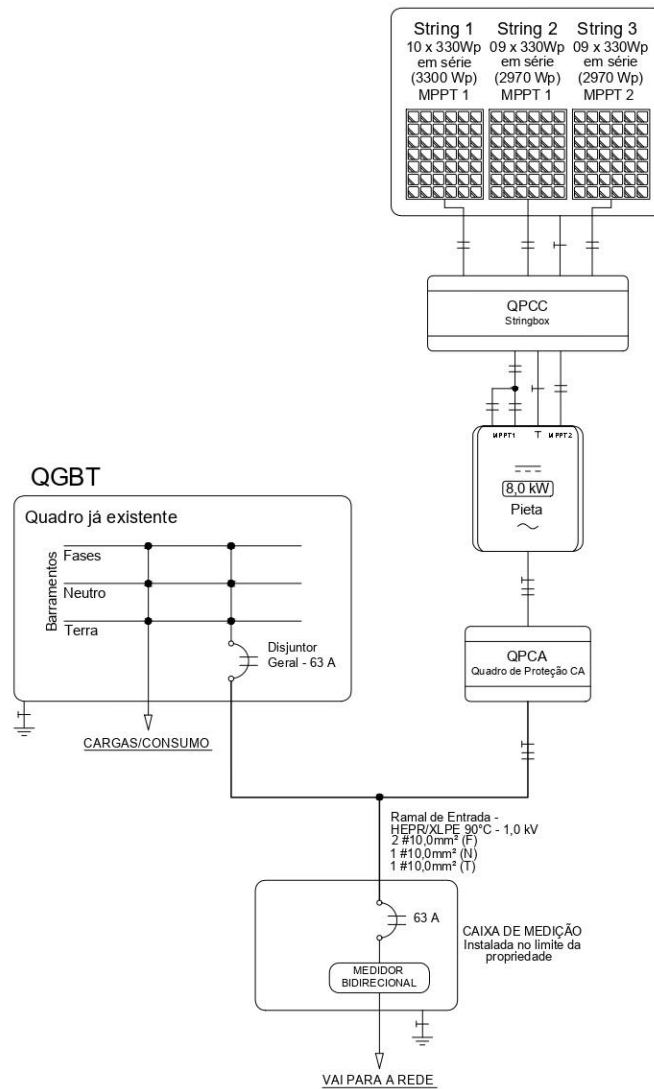 String 1
10 x 330Wp
em série
(3300 Wp)
MPPT 1
String 2
09 x 330Wp
em série
(2970 Wp)
MPPT 1
String 3
09 x 330Wp
em série
(2970 Wp)
MPPT 2
QPCC
Stringbox
MPPT1
MPPT2
8,0 kW
Pieta
QGBT
Quadro já existente
Barramentos
Fases
Neutro
Terra
Disjuntor
Geral - 63 A
CARGAS/CONSUMO
QPCA
Quadro de Proteção CA
Ramal de Entrada -
HEPR/XLPE 90°C - 1,0 kV
2 #10,0mm² (F)
1 #10,0mm² (N)
1 #10,0mm² (T)
63 A
CAIXA DE MEDIÇÃO
Instalada no limite da
propriedade
MEDIDOR
BIDIRECIONAL
VAI PARA A REDE